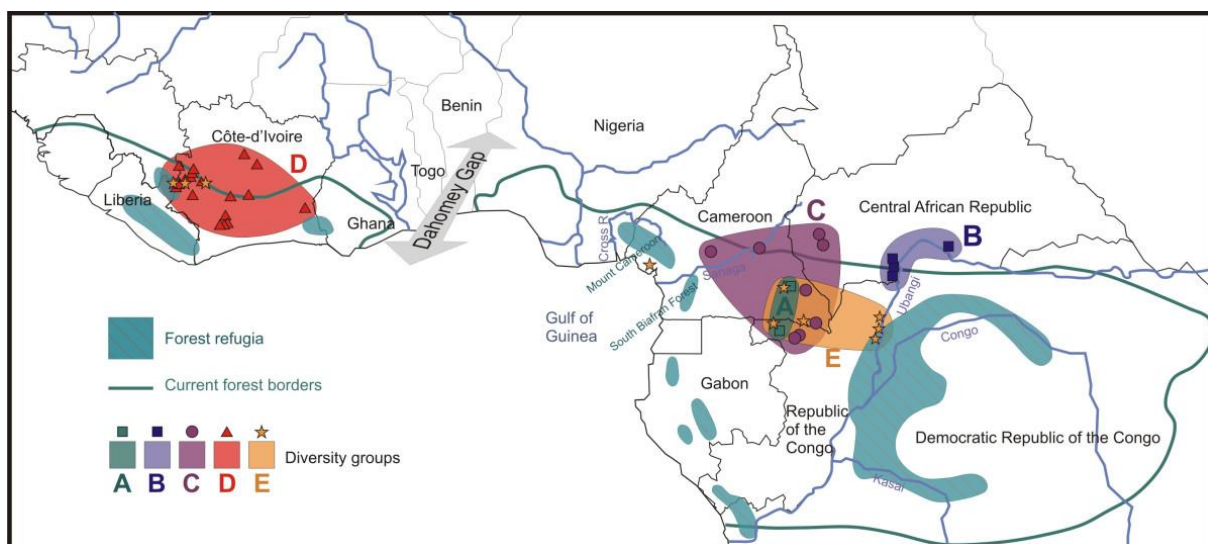 Benin
Nigeria
Côte-d'Ivoire
D
Togo
Dahomey Gap
Liberia
Ghana
Cross R.
Mount Cameroon
Cameroon
C
Central African Republic
B
Sanaga
A
Ubangi
South Biafran Forest
Gulf of
Guinea
E
Congo
Gabon
Republic
of the
Congo
Democratic Republic of the Congo
Kasai
Forest refugia
Current forest borders
Diversity groups
A B C D E